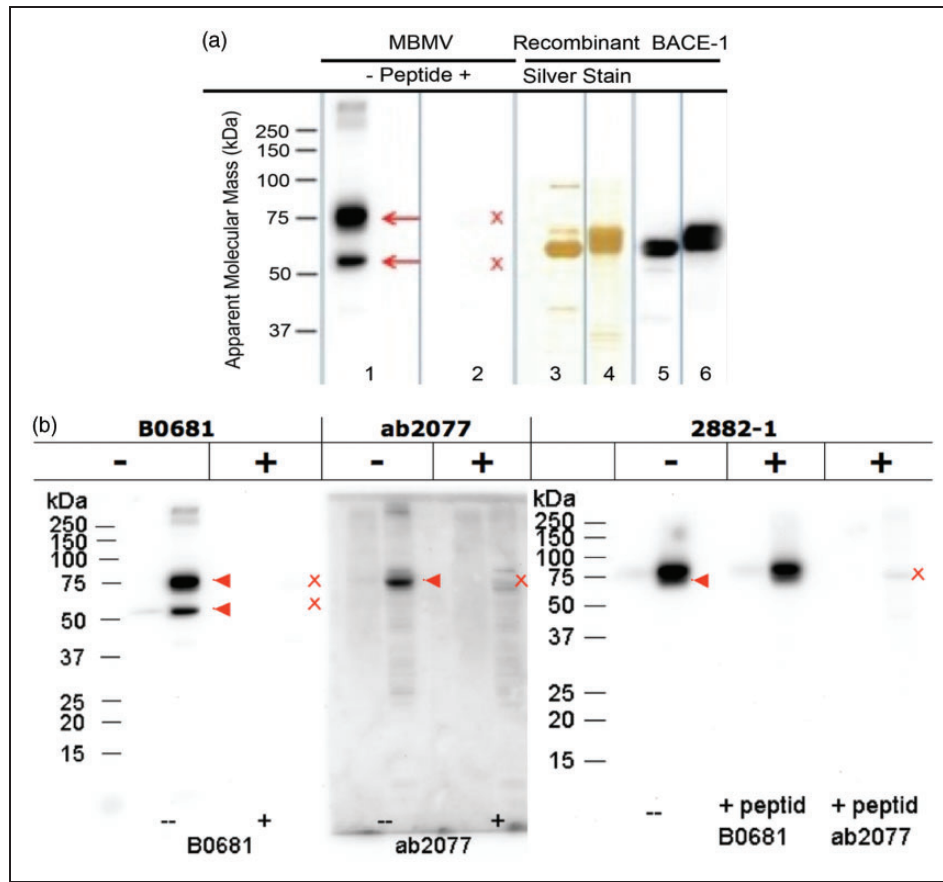 (a)
MBMV Recombinant BACE-1
- Peptide + Silver Stain
Apparent Molecular Mass (kDa)
250
150
100
75 x
50 x
37
1 2 3 4 5 6
(b)
B0681 ab2077 2882-1
- + - + - + +
kDa kDa
250 250
150 150
100 100
75 x x 75 x
50 x 50
37 37
25 25
20 20
15 15
-- + -- + -- + peptid + peptid
B0681 ab2077 B0681 ab2077